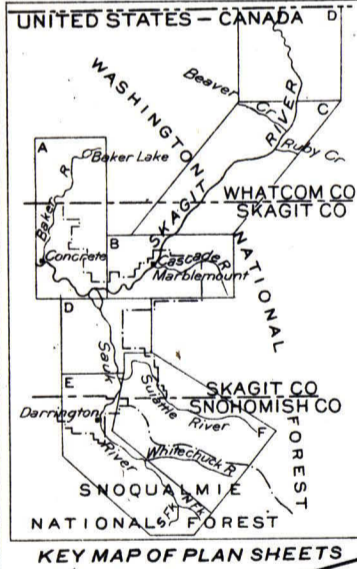 UNITED STATES - CANADA
D
WASHINGTON
NATIONAL
FOREST
Beaver
Cr
C
SKAGIT RIVER
Ruby Cr
A
Baker Lake
Baker R
WHATCOM CO
SKAGIT CO
B
Concrete
Cascade R
Marblemount
D
Sauk
River
E
SKAGIT CO
SNOHOMISH CO
Suiattle
River
F
Darrington
Whitechuck R
SNOQUALMIE
NATIONAL FOREST
S. Fk
Nth
KEY MAP OF PLAN SHEETS